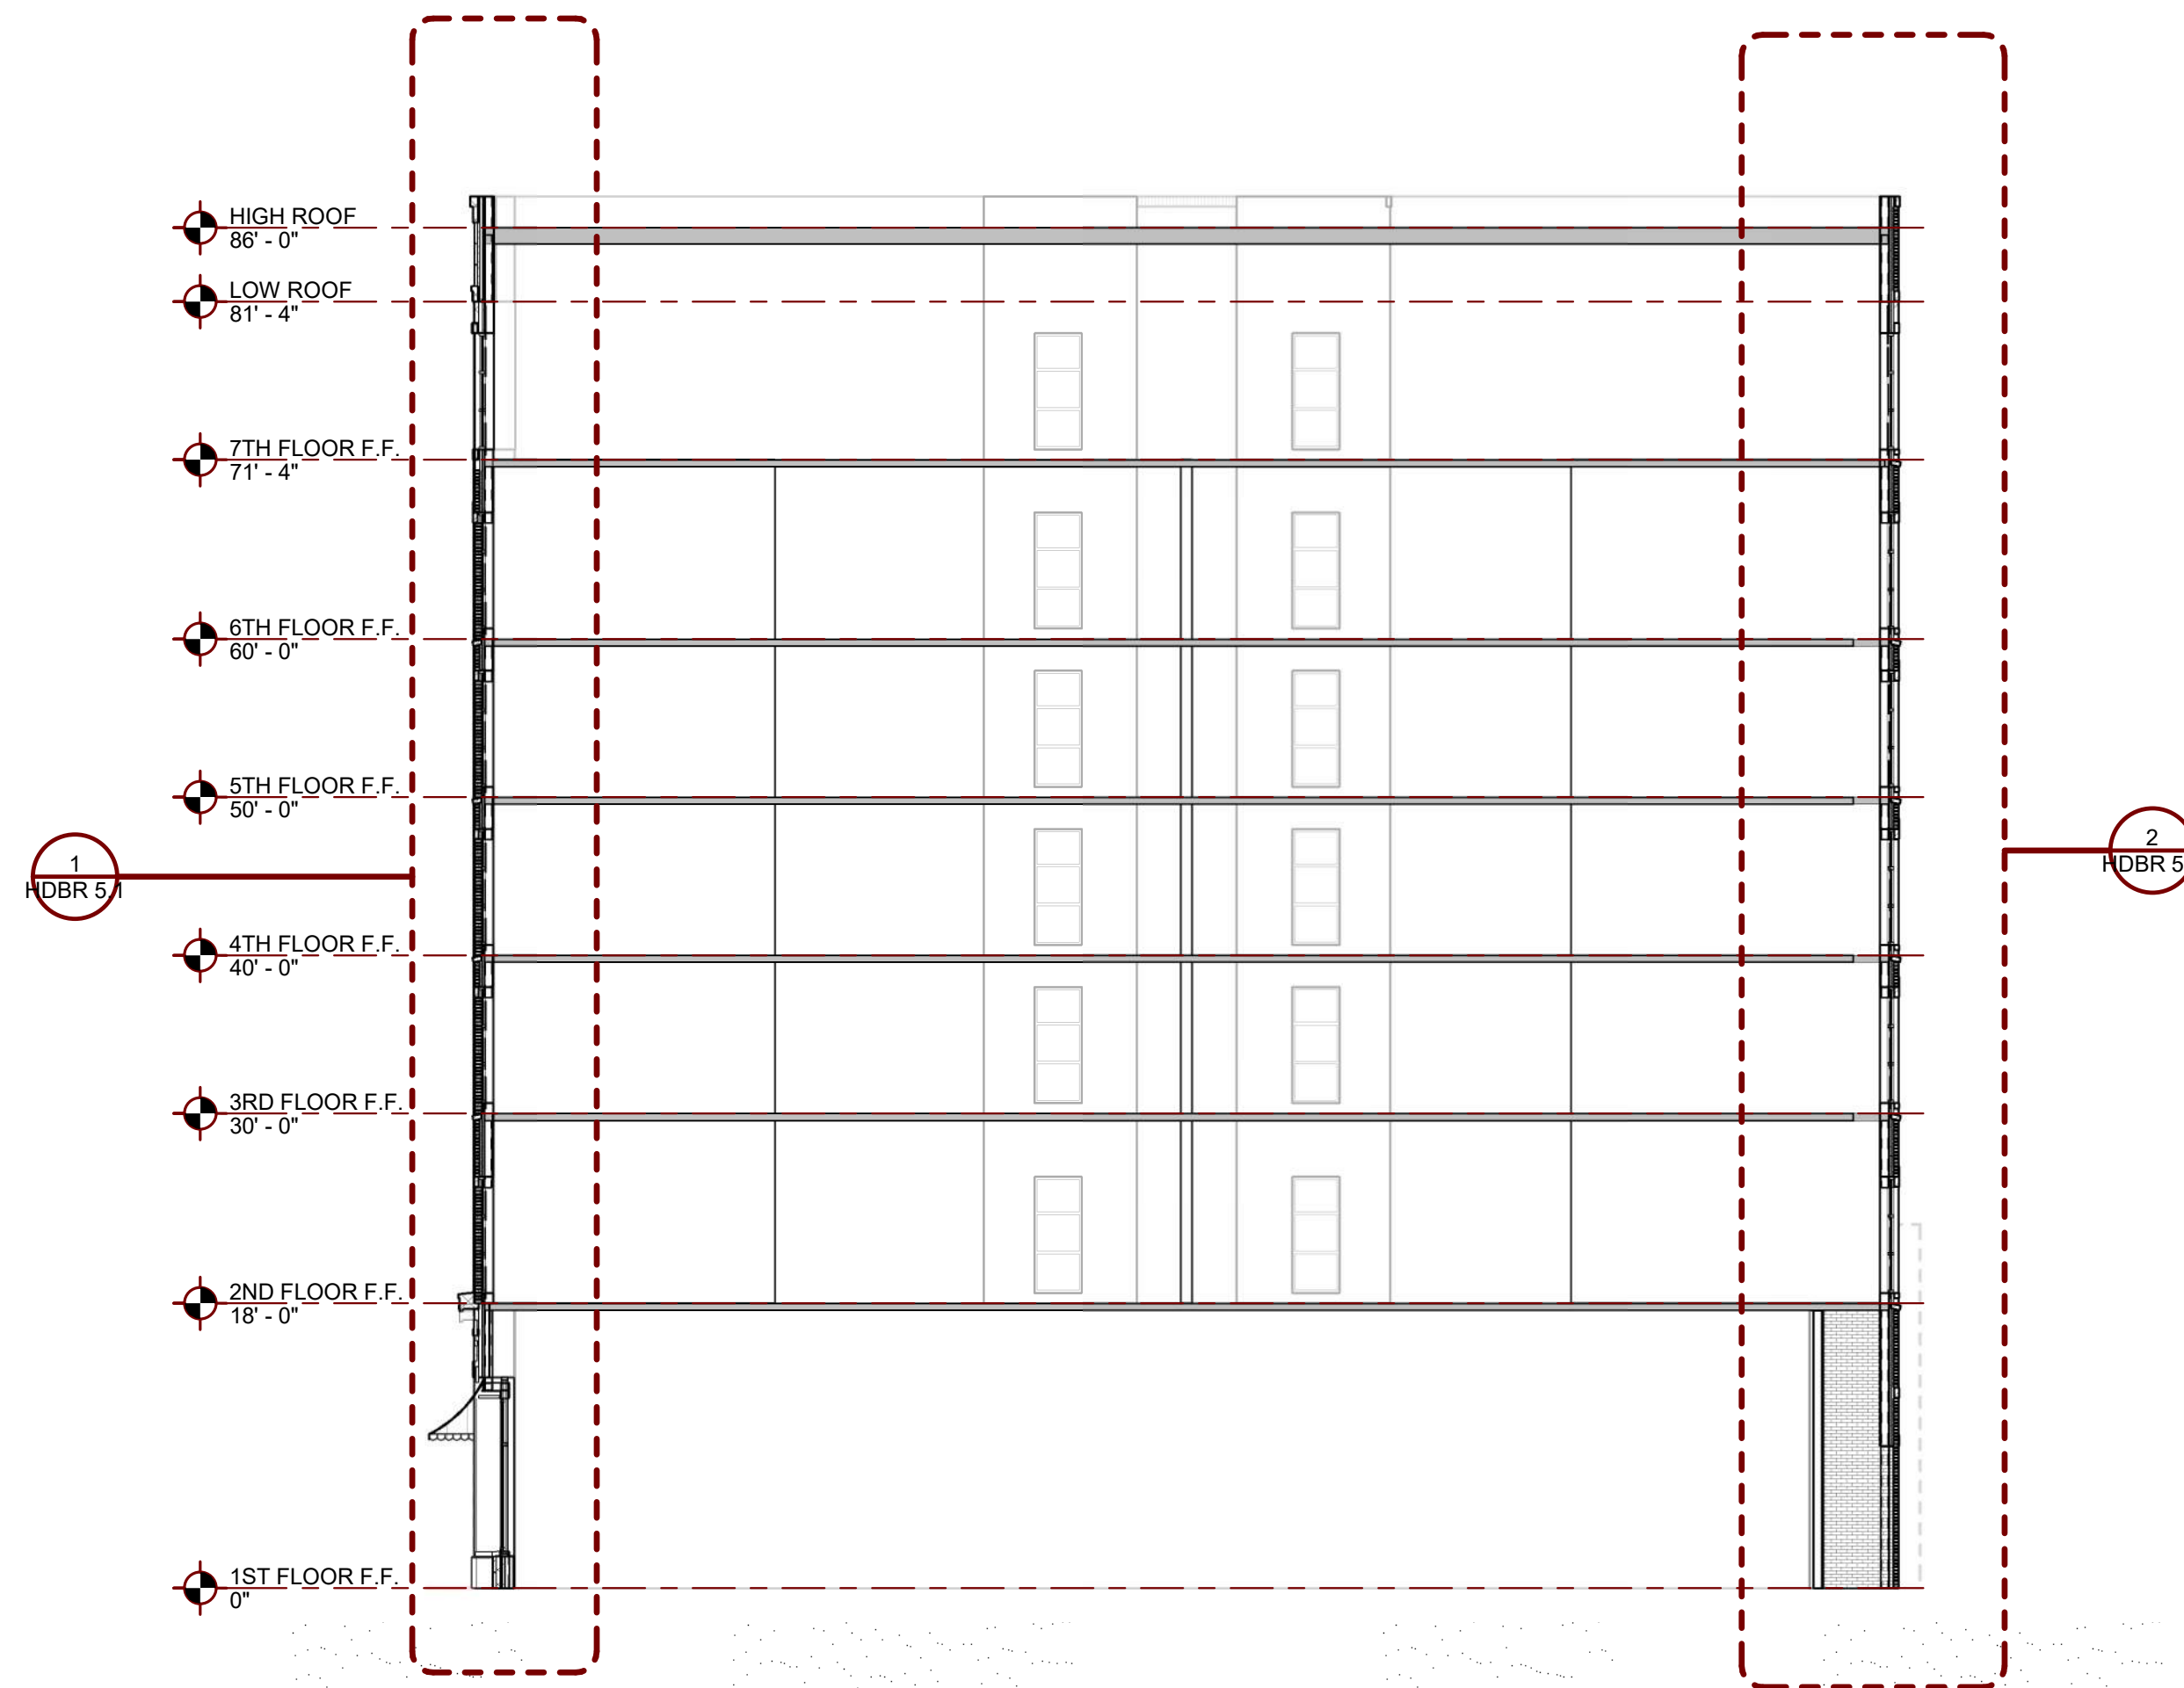 HIGH ROOF
86' - 0"
LOW ROOF
81' - 4"
7TH FLOOR F.F.
71' - 4"
6TH FLOOR F.F.
60' - 0"
5TH FLOOR F.F.
50' - 0"
1
HDBR 5.1
2
HDBR 5
4TH FLOOR F.F.
40' - 0"
3RD FLOOR F.F.
30' - 0"
2ND FLOOR F.F.
18' - 0"
1ST FLOOR F.F.
0"